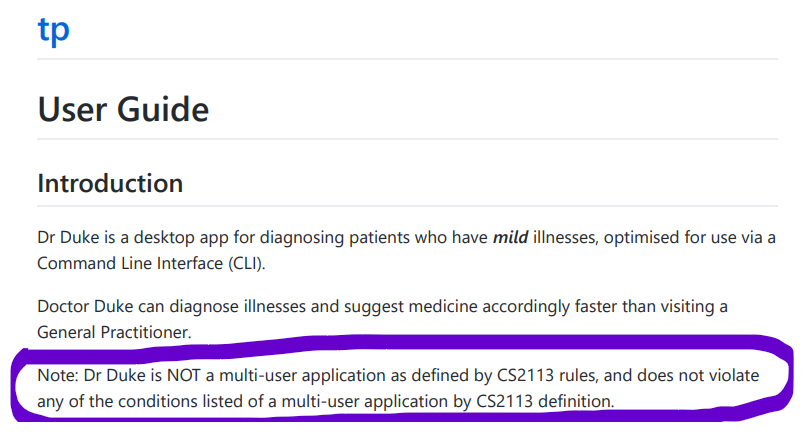 tp
User Guide
Introduction
Dr Duke is a desktop app for diagnosing patients who have mild illnesses, optimised for use via a
Command Line Interface (CLI).
Doctor Duke can diagnose illnesses and suggest medicine accordingly faster than visiting a
General Practitioner.
Note: Dr Duke is NOT a multi-user application as defined by CS2113 rules, and does not violate
any of the conditions listed of a multi-user application by CS2113 definition.